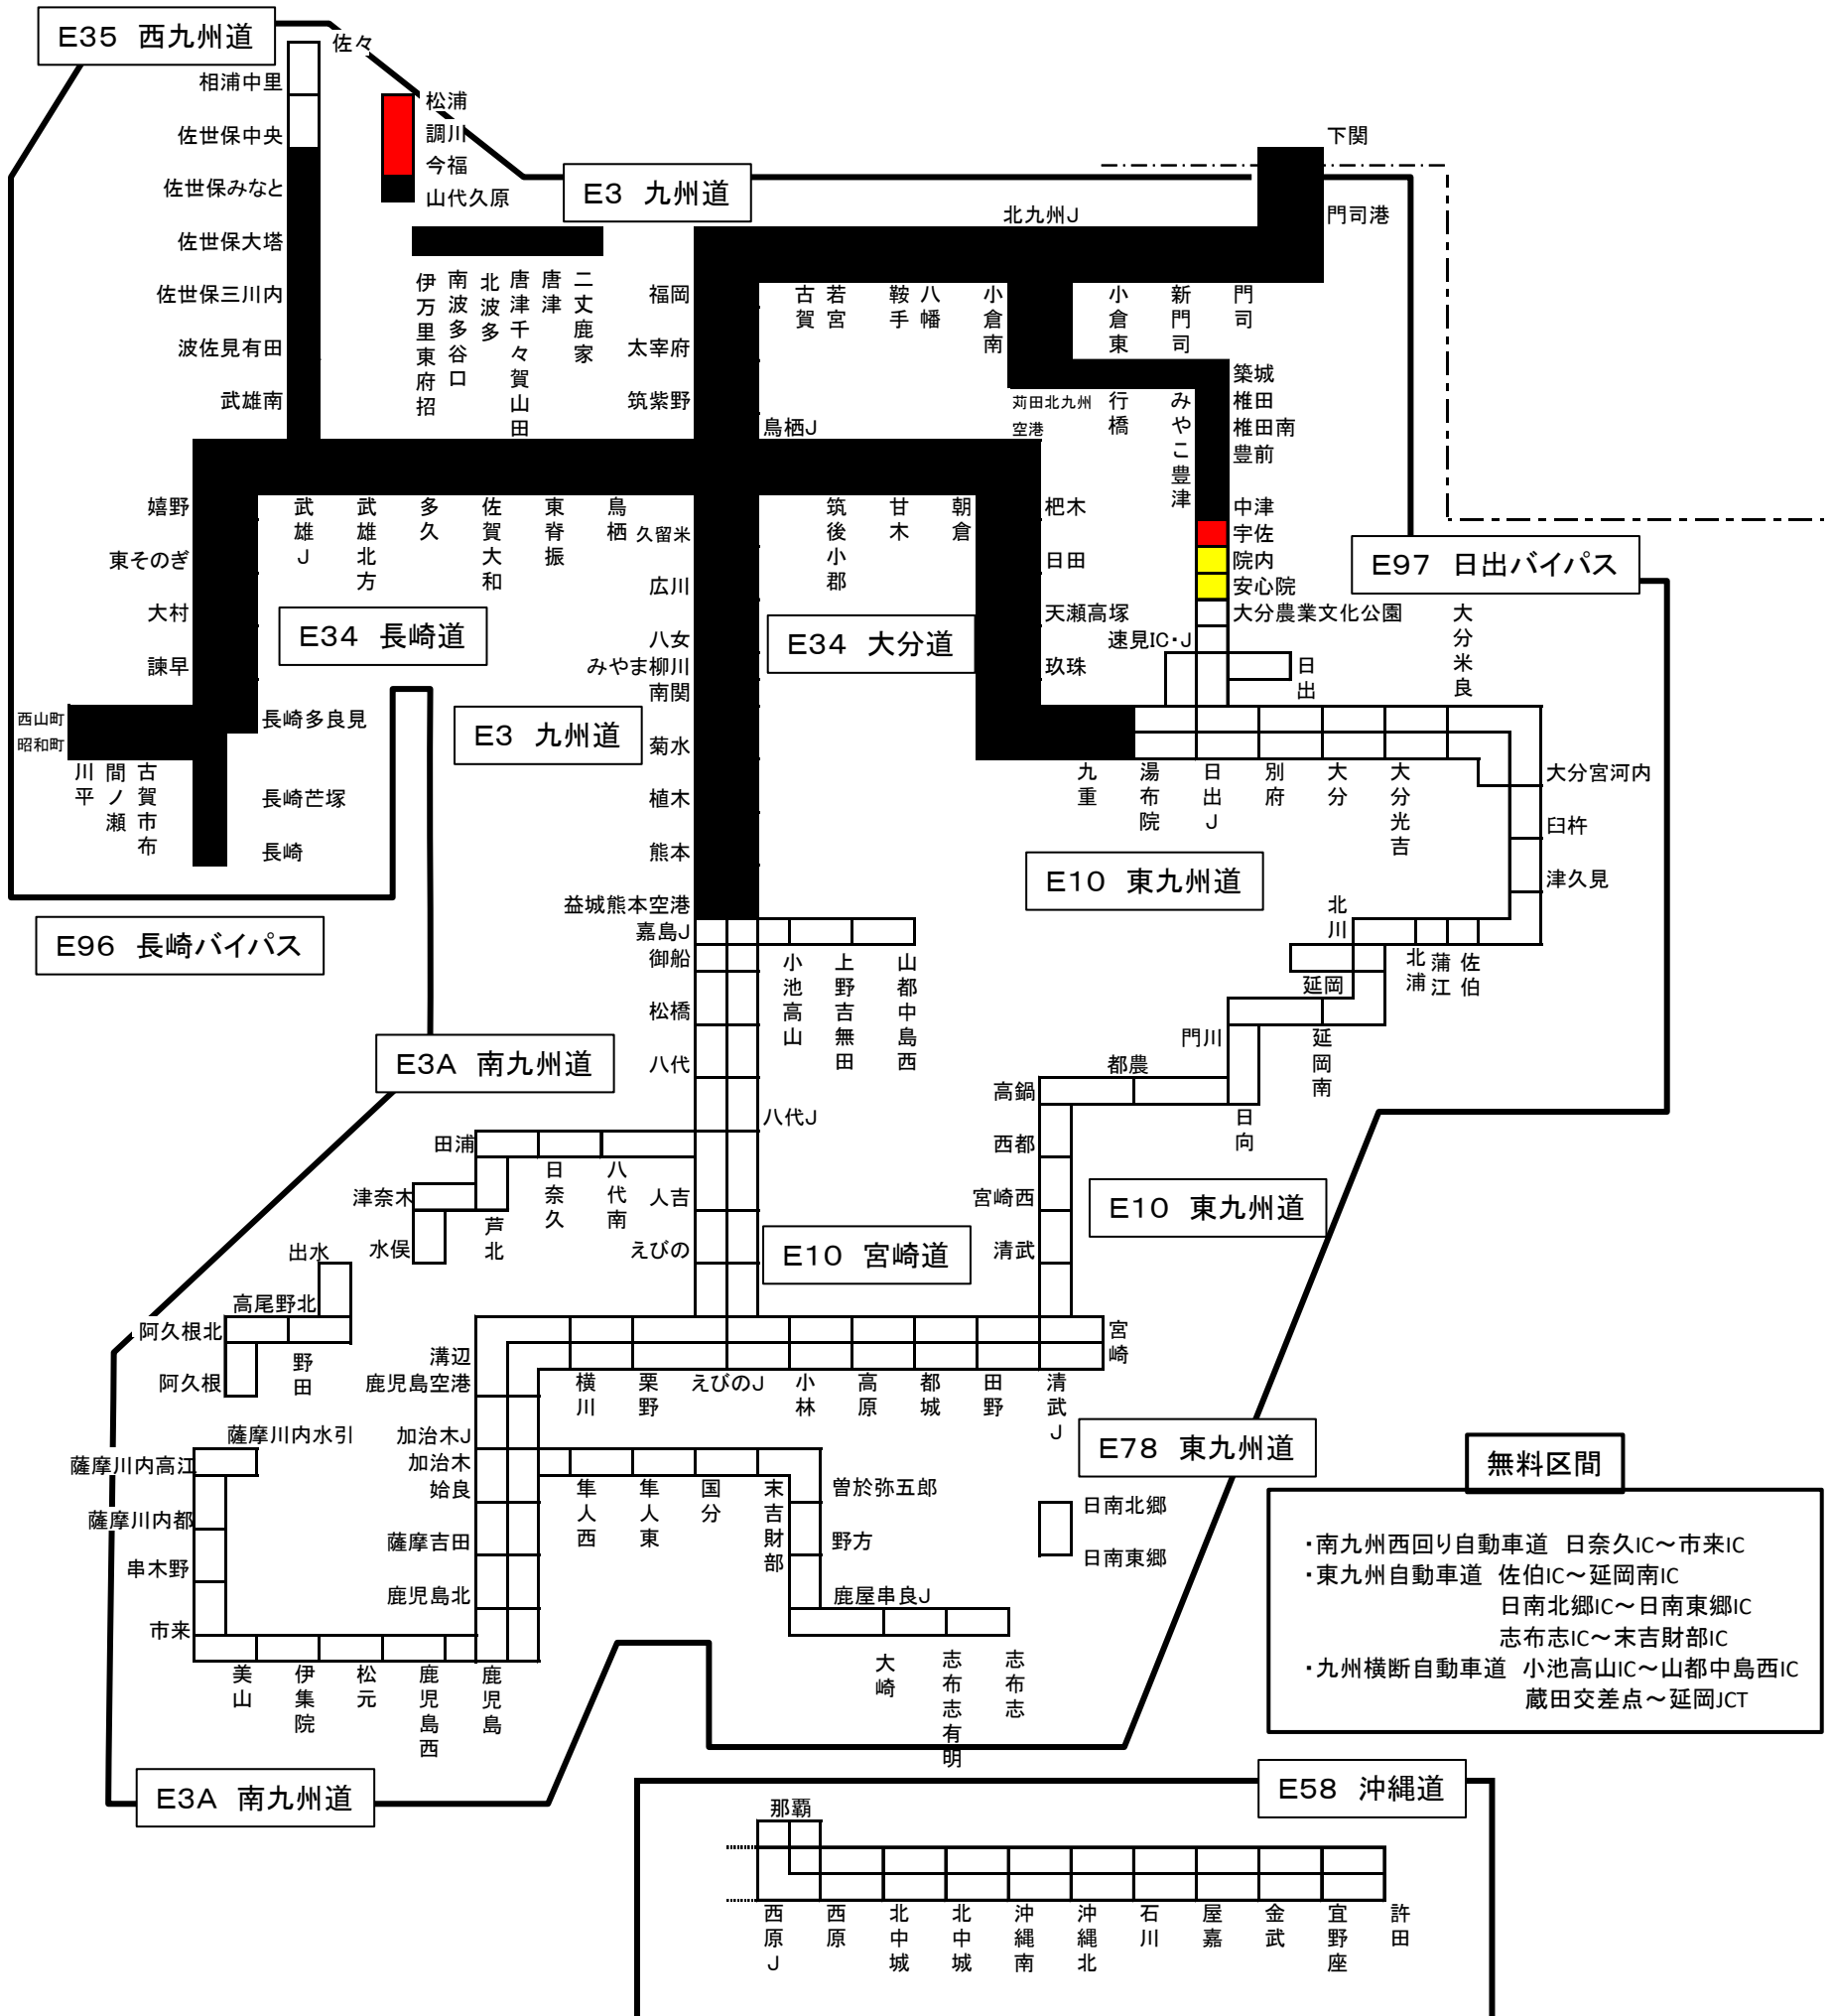 E35 西九州道
佐々
相浦中里
松浦
佐世保中央
調川
今福
佐世保みなと
山代久原
佐世保大塔
佐世保三川内
波佐見有田
武雄南
E3 九州道
下関
門司港
北九州J
伊万里東府招
南波多谷口
北波多
唐津千々賀山田
唐津
二丈鹿家
福岡
太宰府
筑紫野
鳥栖J
古賀
若宮
鞍手
八幡
小倉南
小倉東
新門司
門司
苅田北九州
空港
行橋
みやこ豊津
築城
椎田
椎田南
豊前
中津
宇佐
院内
安心院
大分農業文化公園
速見IC・J
日出
E97 日出バイパス
大分米良
嬉野
東そのぎ
大村
諫早
武雄J
武雄北方
多久
佐賀大和
東脊振
鳥栖
久留米
広川
八女
みやま柳川
南関
菊水
植木
熊本
益城熊本空港
嘉島J
御船
松橋
八代
八代J
人吉
えびの
筑後小郡
甘木
朝倉
杷木
日田
天瀬高塚
玖珠
E34 長崎道
E34 大分道
E3 九州道
西山町
昭和町
川平
間ノ瀬
古賀市布
長崎多良見
長崎芒塚
長崎
E96 長崎バイパス
九重
湯布院
日出J
別府
大分
大分光吉
大分宮河内
臼杵
津久見
E10 東九州道
北川
北浦
蒲江
佐伯
延岡
延岡南
門川
日向
都農
高鍋
西都
宮崎西
清武
小池高山
上野吉無田
山都中島西
E3A 南九州道
田浦
日奈久
八代南
津奈木
芦北
水俣
出水
高尾野北
阿久根北
野田
阿久根
E10 宮崎道
E10 東九州道
溝辺
鹿児島空港
横川
栗野
えびのJ
小林
高原
都城
田野
清武J
宮崎
薩摩川内水引
薩摩川内高江
薩摩川内都
串木野
市来
加治木J
加治木
姶良
薩摩吉田
鹿児島北
隼人西
隼人東
国分
末吉財部
曽於弥五郎
野方
鹿屋串良J
大崎
志布志有明
志布志
E78 東九州道
日南北郷
日南東郷
美山
伊集院
松元
鹿児島西
鹿児島
E3A 南九州道
無料区間
・南九州西回り自動車道 日奈久IC～市来IC
・東九州自動車道 佐伯IC～延岡南IC
日南北郷IC～日南東郷IC
志布志IC～末吉財部IC
・九州横断自動車道 小池高山IC～山都中島西IC
蔵田交差点～延岡JCT
E58 沖縄道
那覇
西原J
西原
北中城
北中城
沖縄南
沖縄北
石川
屋嘉
金武
宜野座
許田